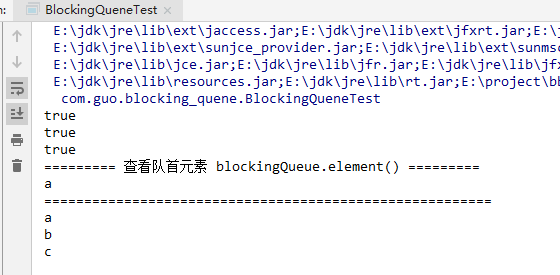 n: BlockingQueneTest ×
E:\jdk\jre\lib\ext\jaccess.jar;E:\jdk\jre\lib\ext\jfxrt.jar;E:\j
E:\jdk\jre\lib\ext\sunjce_provider.jar;E:\jdk\jre\lib\ext\sunmsc
E:\jdk\jre\lib\jce.jar;E:\jdk\jre\lib\jfr.jar;E:\jdk\jre\lib\jfx
E:\jdk\jre\lib\resources.jar;E:\jdk\jre\lib\rt.jar;E:\project\bb
com.guo.blocking_quene.BlockingQueneTest
true
true
true
========= 查看队首元素 blockingQueue.element() =========
a
========================================================
a
b
c